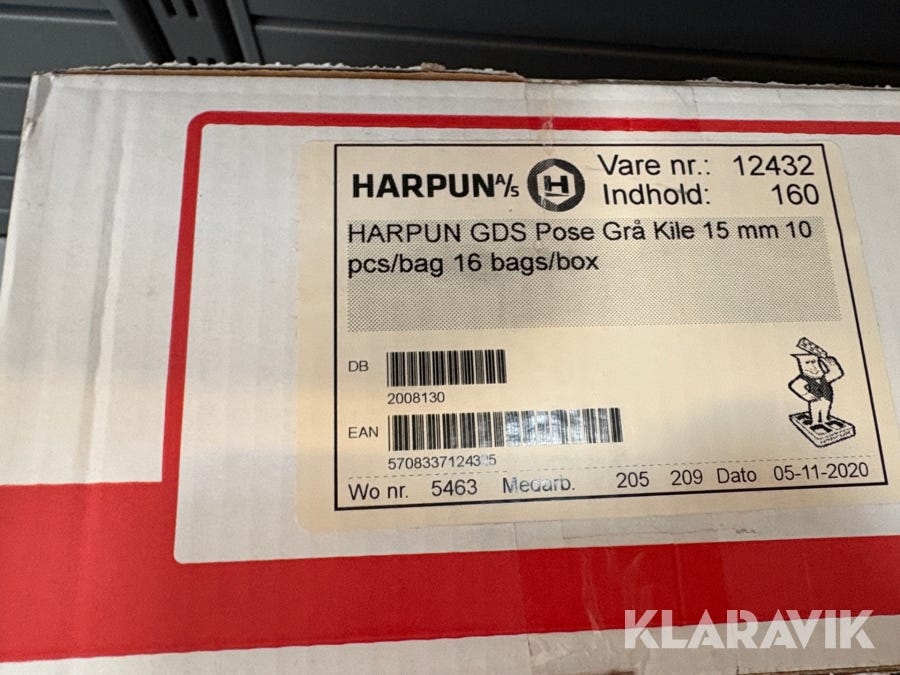 HARPUN A/S H
Vare nr.: 12432
Indhold: 160
HARPUN GDS Pose Grå Kile 15 mm 10
pcs/bag 16 bags/box
DB
2008130
EAN
Wo nr. 5463 Medarb. 205 209 Dato 05-11-2020
KLARAVIK